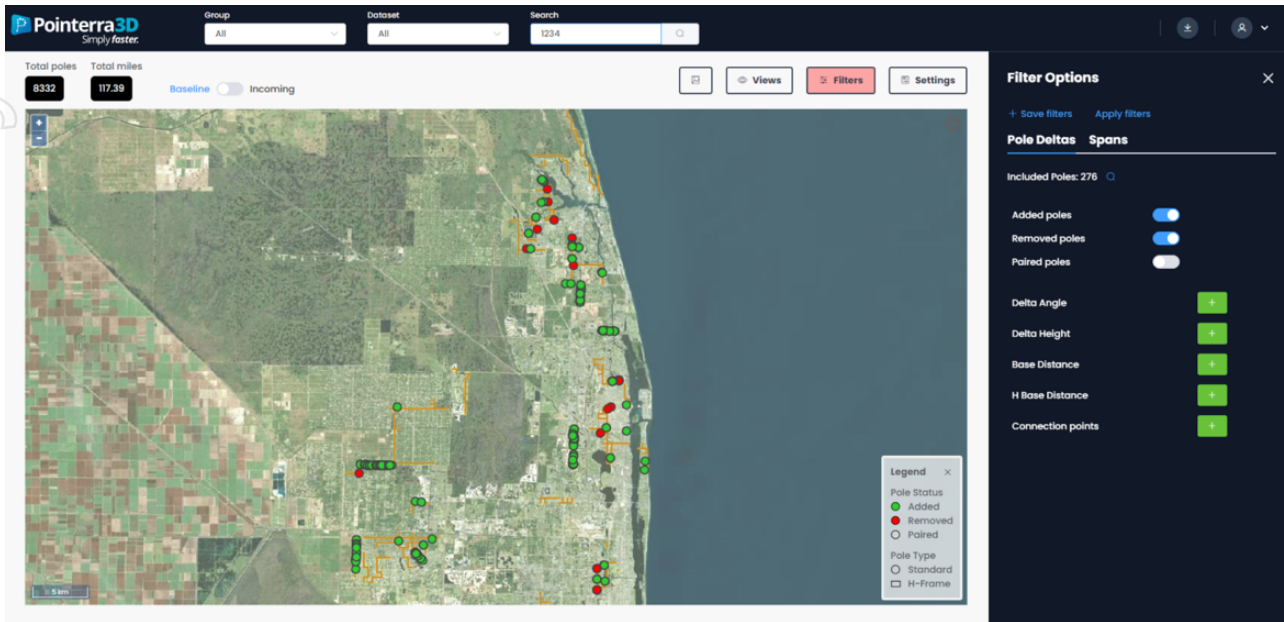 Pointerra3D
Simply faster.
Group
All
Dataset
All
Search
1234
Total poles
8332
Total miles
117.39
Baseline
Incoming
Views
Filters
Settings
+
−
5 km
Legend ×
Pole Status
Added
Removed
Paired
Pole Type
Standard
H-Frame
Filter Options ×
+ Save filters Apply filters
Pole Deltas Spans
Included Poles: 276
Added poles
Removed poles
Paired poles
Delta Angle +
Delta Height +
Base Distance +
H Base Distance +
Connection points +